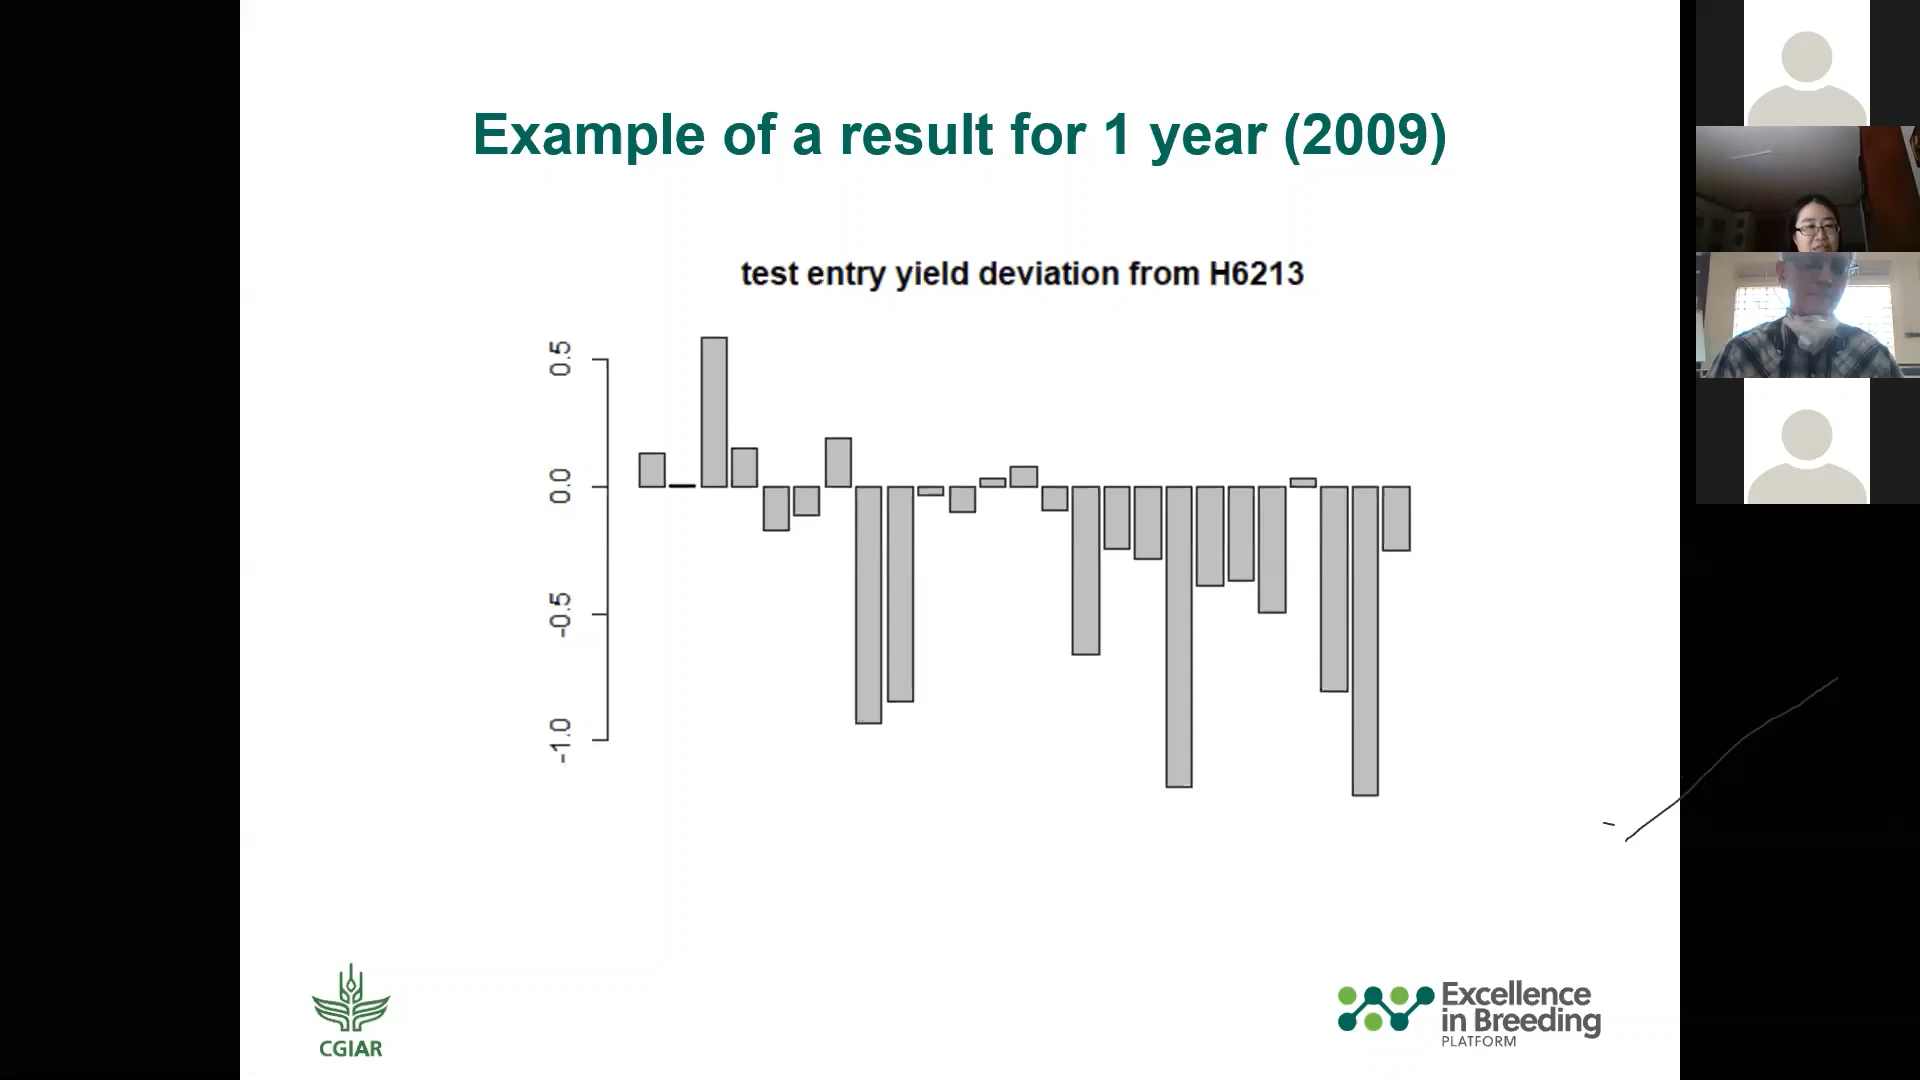 Example of a result for 1 year (2009)
test entry yield deviation from H6213
0.5
0.0
-0.5
-1.0
CGIAR
Excellence
in Breeding
PLATFORM